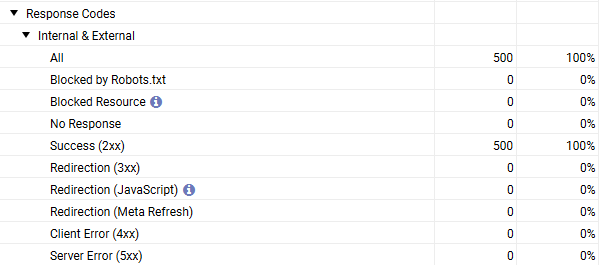 Response Codes
Internal & External
All 500 100%
Blocked by Robots.txt 0 0%
Blocked Resource 0 0%
No Response 0 0%
Success (2xx) 500 100%
Redirection (3xx) 0 0%
Redirection (JavaScript) 0 0%
Redirection (Meta Refresh) 0 0%
Client Error (4xx) 0 0%
Server Error (5xx) 0 0%